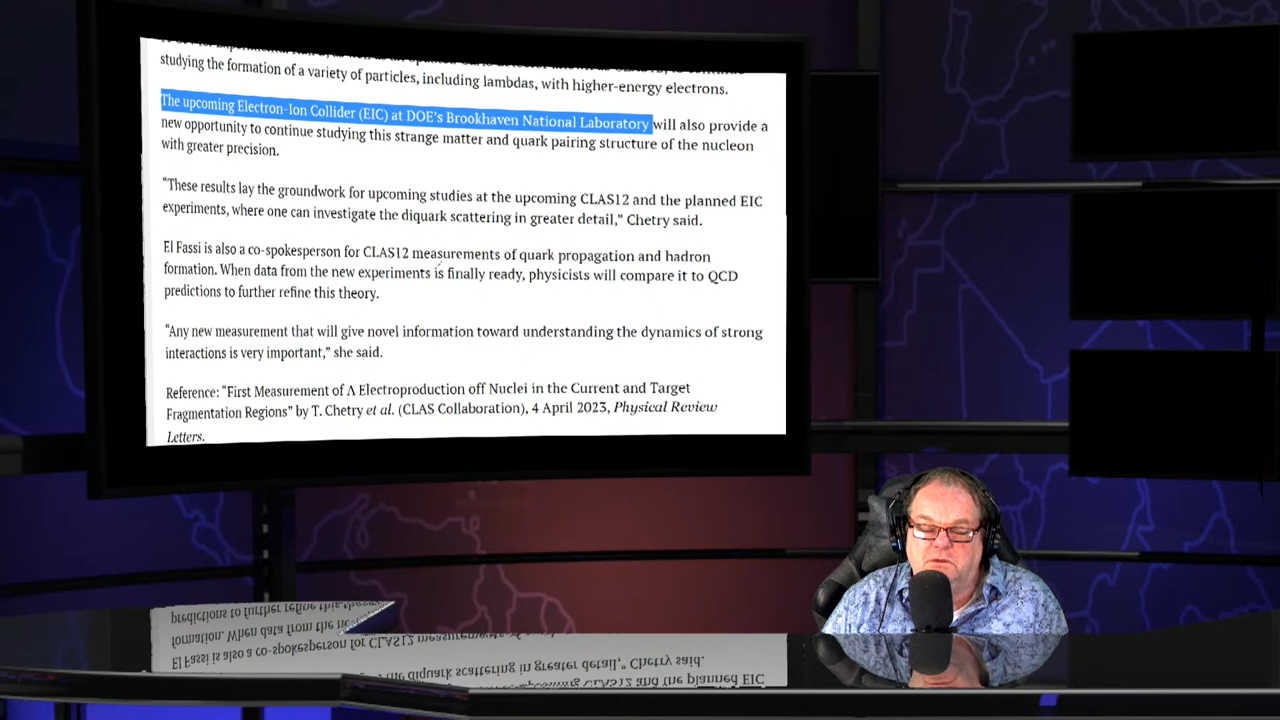 studying the formation of a variety of particles, including lambdas, with higher-energy electrons.
The upcoming Electron-Ion Collider (EIC) at DOE’s Brookhaven National Laboratory will also provide a
new opportunity to continue studying this strange matter and quark pairing structure of the nucleon
with greater precision.
“These results lay the groundwork for upcoming studies at the upcoming CLAS12 and the planned EIC
experiments, where one can investigate the diquark scattering in greater detail,” Chetry said.
El Fassi is also a co-spokesperson for CLAS12 measurements of quark propagation and hadron
formation. When data from the new experiments is finally ready, physicists will compare it to QCD
predictions to further refine this theory.
“Any new measurement that will give novel information toward understanding the dynamics of strong
interactions is very important,” she said.
Reference: “First Measurement of Λ Electroproduction off Nuclei in the Current and Target
Fragmentation Regions” by T. Chetry et al. (CLAS Collaboration), 4 April 2023, Physical Review
Letters.